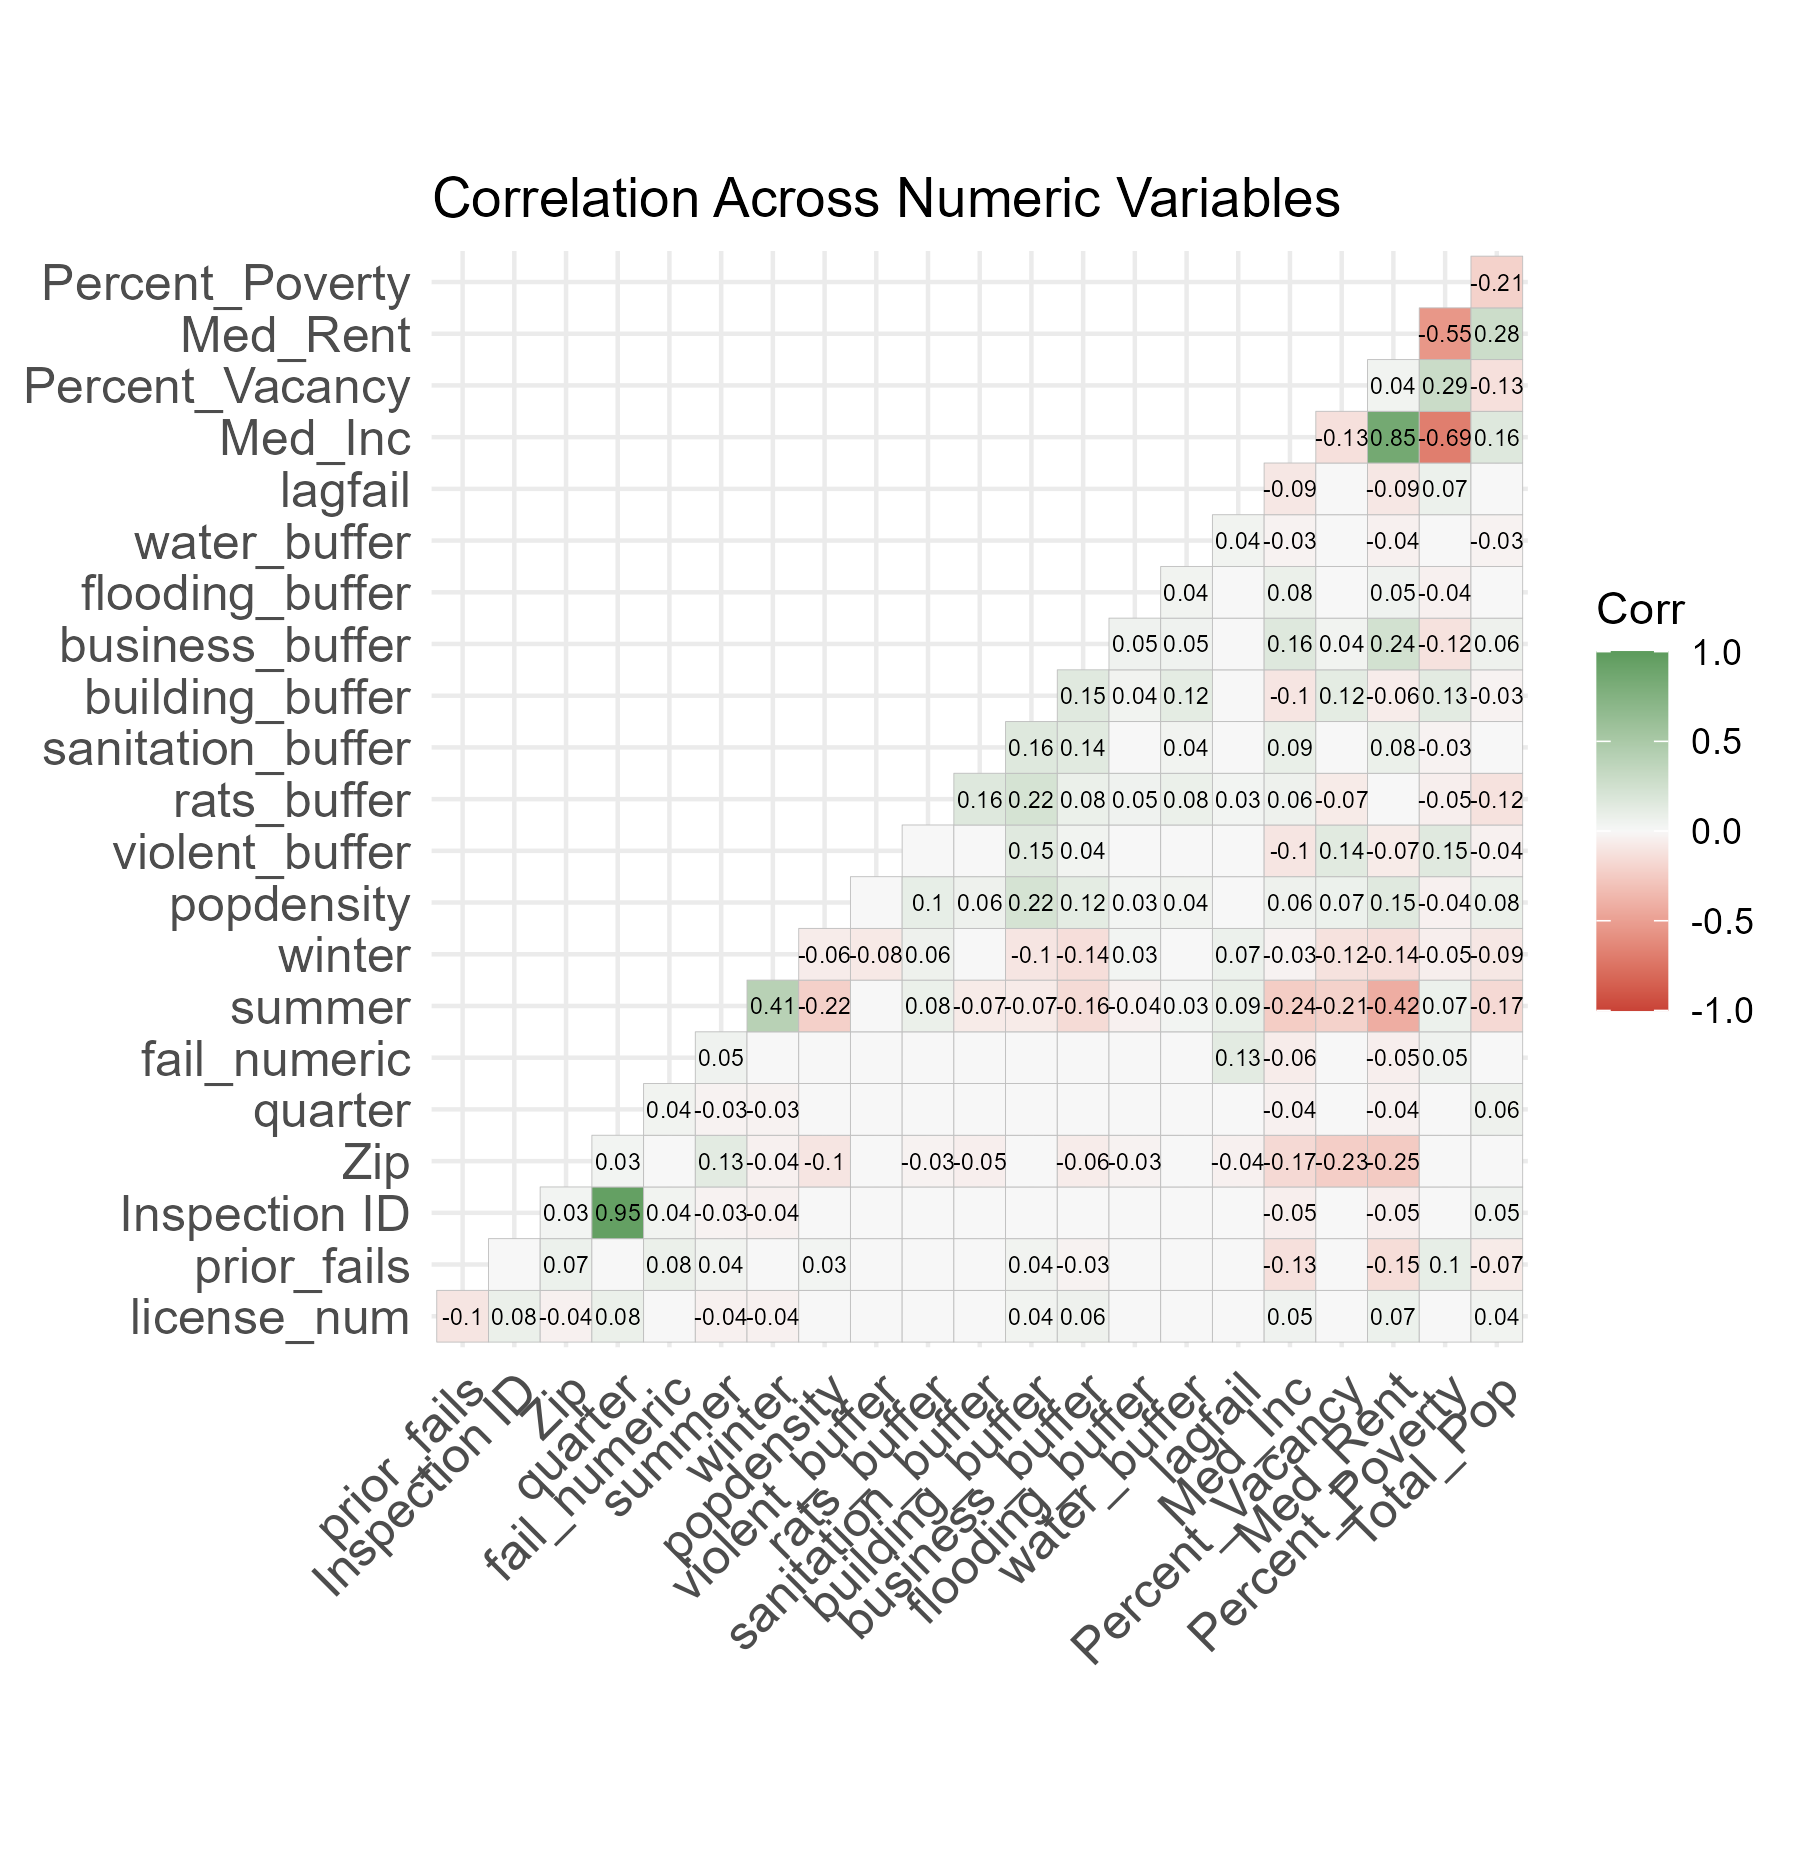 Correlation Across Numeric Variables
Percent_Poverty -0.21
Med_Rent -0.55 0.28
Percent_Vacancy 0.04 0.29 -0.13
Med_Inc -0.13 0.85 -0.69 0.16
lagfail -0.09 -0.09 0.07
water_buffer 0.04 -0.03 -0.04 -0.03
flooding_buffer 0.04 0.08 0.05 -0.04
business_buffer 0.05 0.05 0.16 0.04 0.24 -0.12 0.06
building_buffer 0.15 0.04 0.12 -0.1 0.12 -0.06 0.13 -0.03
sanitation_buffer 0.16 0.14 0.04 0.09 0.08 -0.03
rats_buffer 0.16 0.22 0.08 0.05 0.08 0.03 0.06 -0.07 -0.05 -0.12
violent_buffer 0.15 0.04 -0.1 0.14 -0.07 0.15 -0.04
popdensity 0.1 0.06 0.22 0.12 0.03 0.04 0.06 0.07 0.15 -0.04 0.08
winter -0.06 -0.08 0.06 -0.1 -0.14 0.03 0.07 -0.03 -0.12 -0.14 -0.05 -0.09
summer 0.41 -0.22 0.08 -0.07 -0.07 -0.16 -0.04 0.03 0.09 -0.24 -0.21 -0.42 0.07 -0.17
fail_numeric 0.05 0.13 -0.06 -0.05 0.05
quarter 0.04 -0.03 -0.03 -0.04 -0.04 0.06
Zip 0.03 0.13 -0.04 -0.1 -0.03 -0.05 -0.06 -0.03 -0.04 -0.17 -0.23 -0.25
Inspection ID 0.03 0.95 0.04 -0.03 -0.04 -0.05 -0.05 0.05
prior_fails 0.07 0.08 0.04 0.03 0.04 -0.03 -0.13 -0.15 0.1 -0.07
license_num -0.1 0.08 -0.04 0.08 -0.04 -0.04 0.04 0.06 0.05 0.07 0.04
prior_fails
Inspection ID
Zip
quarter
fail_numeric
summer
winter
popdensity
violent_buffer
rats_buffer
sanitation_buffer
building_buffer
business_buffer
flooding_buffer
water_buffer
lagfail
Med_Inc
Percent_Vacancy
Med_Rent
Percent_Poverty
Total_Pop
Corr
1.0
0.5
0.0
-0.5
-1.0